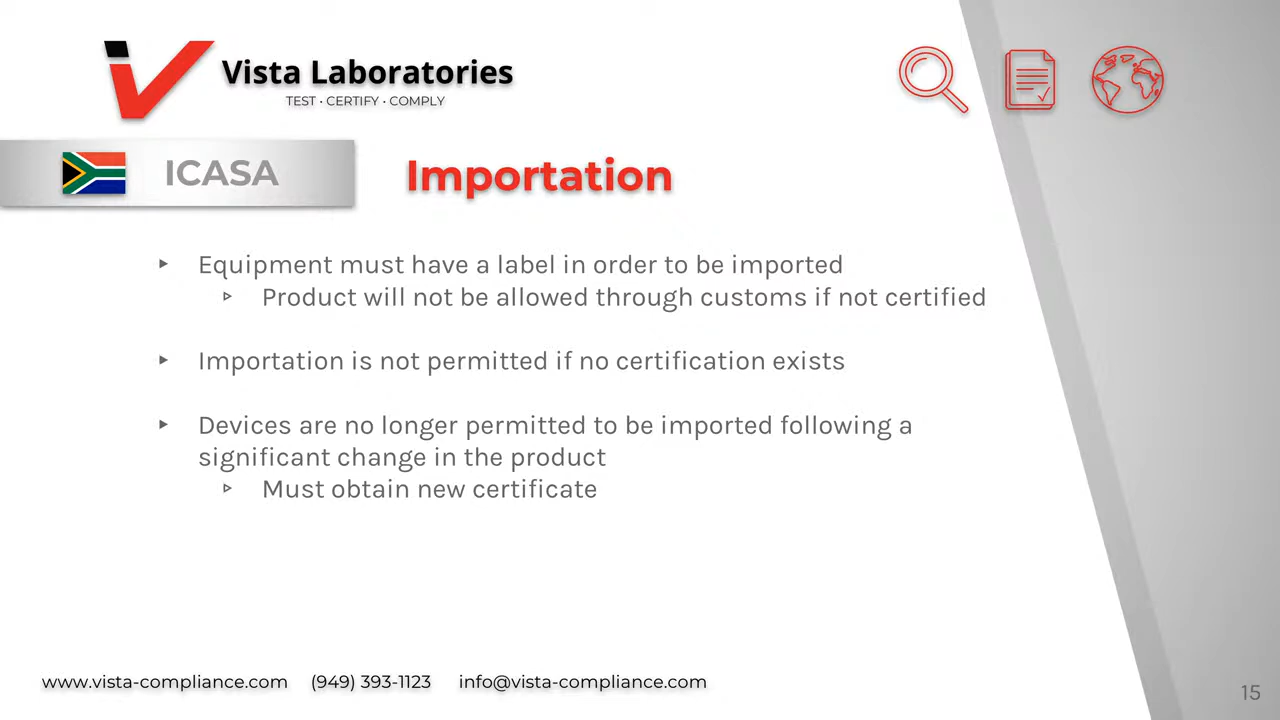 Vista Laboratories
TEST · CERTIFY · COMPLY
ICASA
Importation
‣ Equipment must have a label in order to be imported
▹ Product will not be allowed through customs if not certified
‣ Importation is not permitted if no certification exists
‣ Devices are no longer permitted to be imported following a
significant change in the product
▹ Must obtain new certificate
www.vista-compliance.com (949) 393-1123 info@vista-compliance.com
15